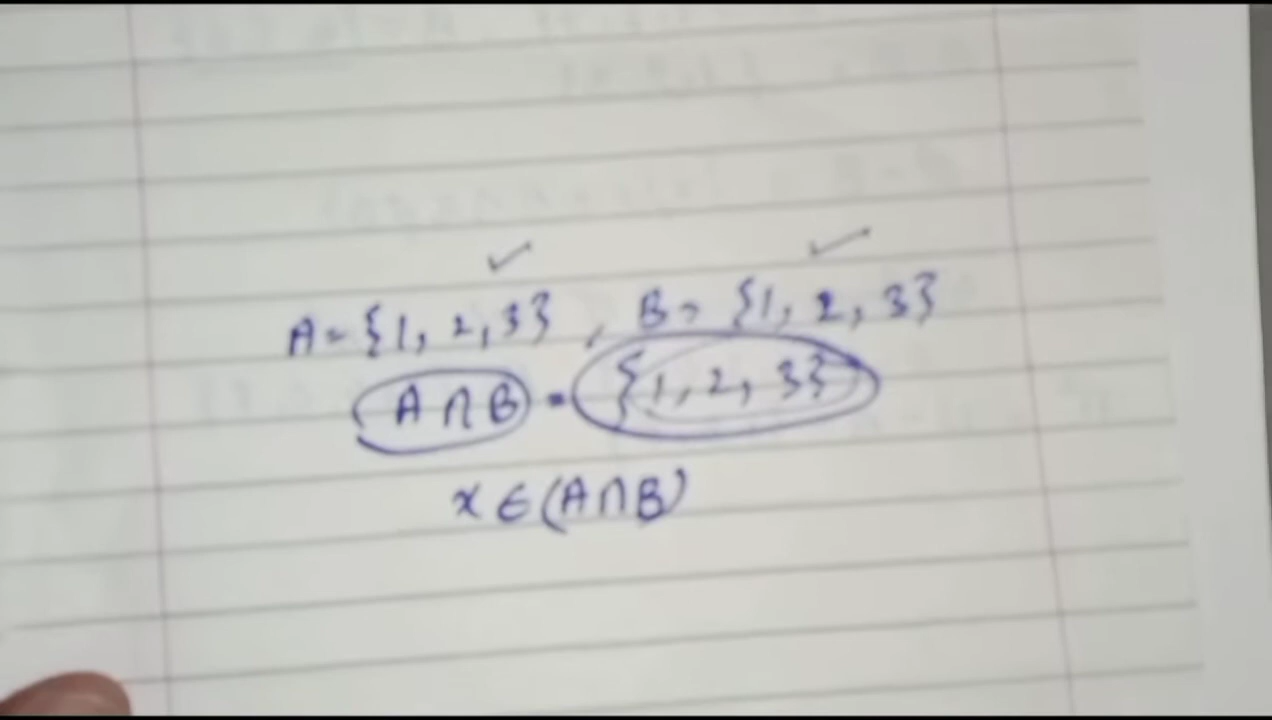 A = {1, 2, 3} , B = {1, 2, 3}
A ∩ B = {1, 2, 3}
x ∈ (A ∩ B)